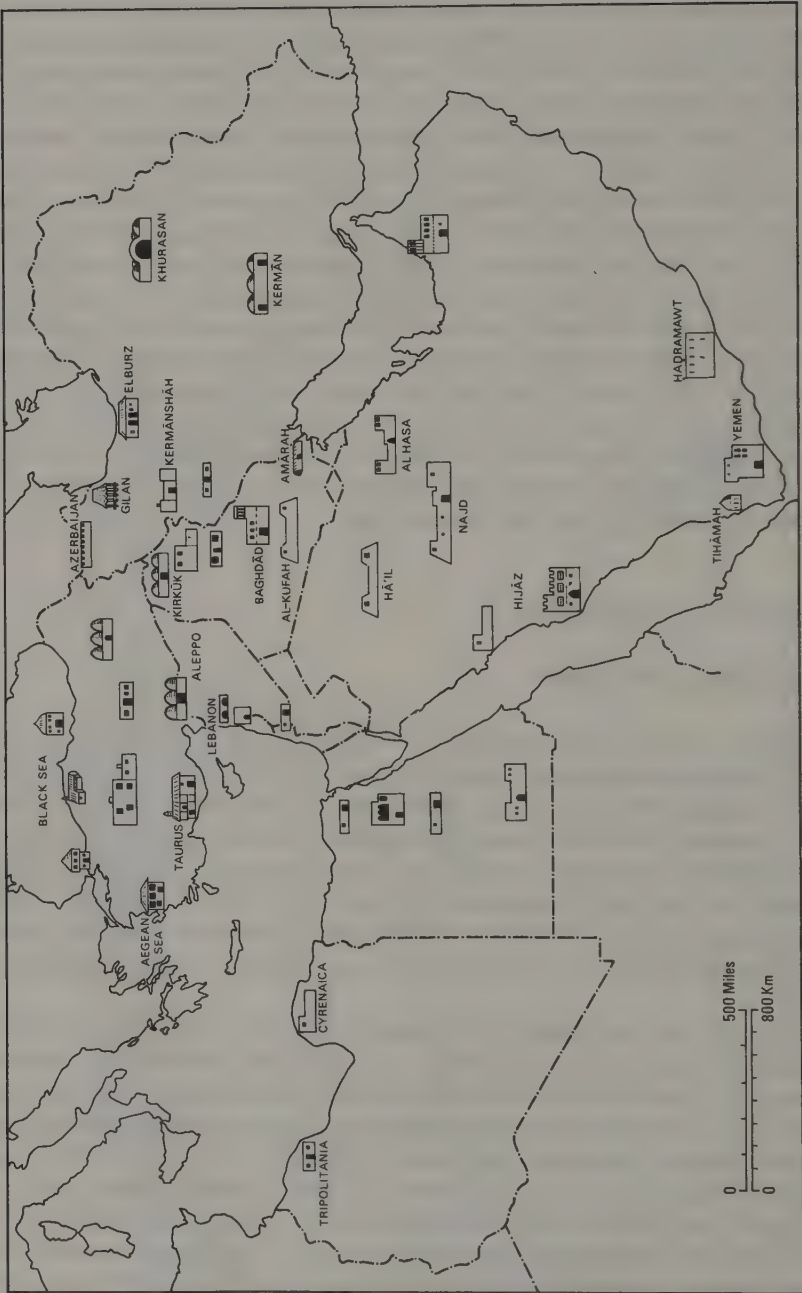 BLACK SEA
AZERBAIJAN
GILAN
ELBURZ
AEGEAN
SEA
KHURASAN
KERMĀNSHĀH
TAURUS
KIRKŪK
ALEPPO
LEBANON
BAGHDĀD
KERMĀN
AMĀRAH
AL-KUFAH
CYRENAICA
TRIPOLITANIA
HĀ'IL
AL HASA
NAJD
HIJĀZ
HADRAMAWT
TIHĀMAH
YEMEN
0 500 Miles
0 800 Km